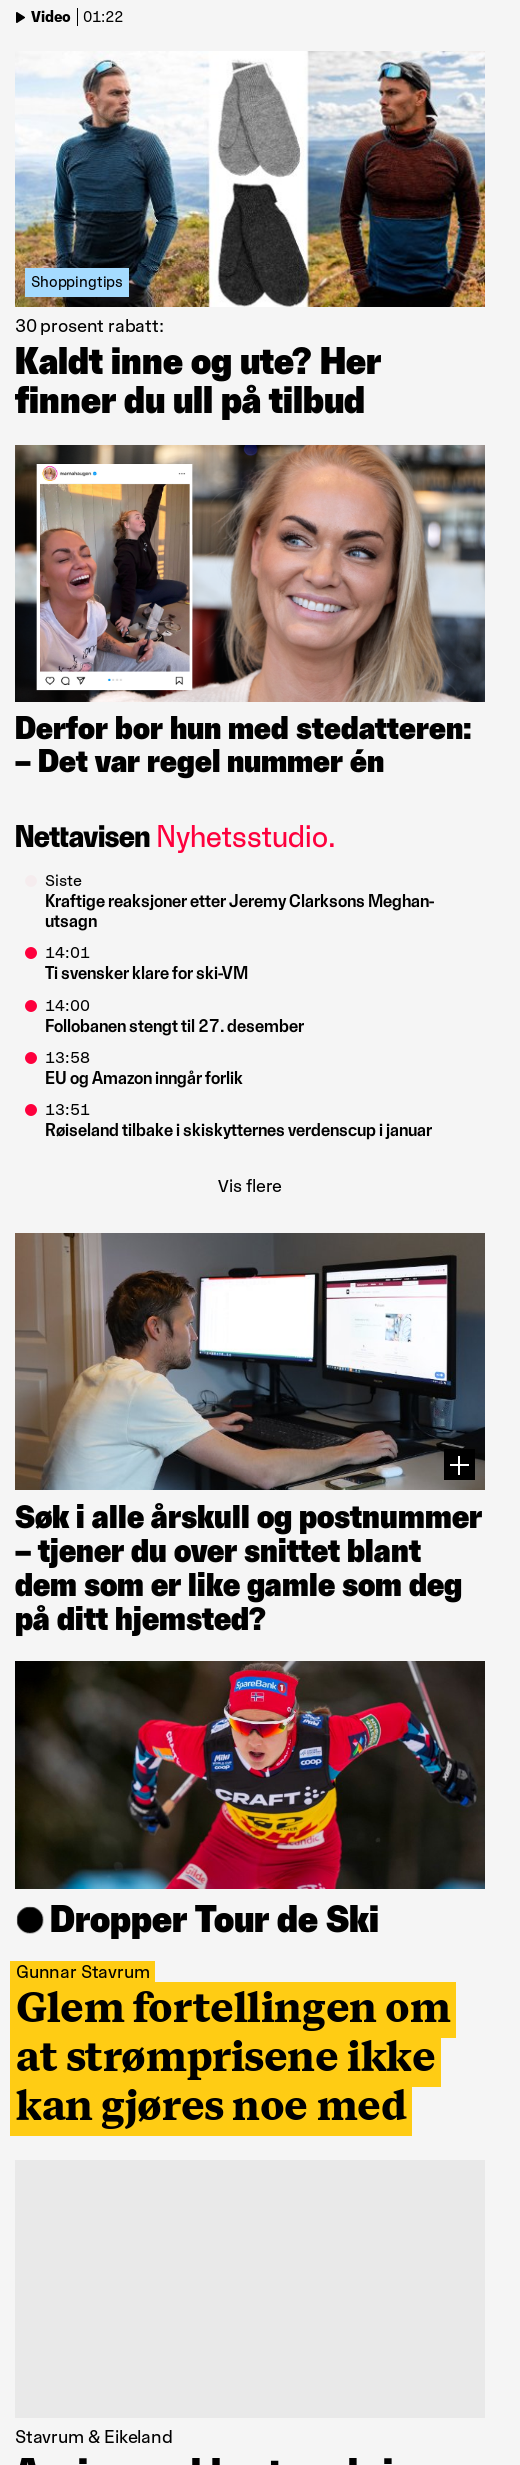 Video | 01:22
Shoppingtips
30 prosent rabatt:
Kaldt inne og ute? Her
finner du ull på tilbud
Derfor bor hun med stedatteren:
– Det var regel nummer én
Nettavisen Nyhetsstudio.
Siste
Kraftige reaksjoner etter Jeremy Clarksons Meghan-
utsagn
14:01
Ti svensker klare for ski-VM
14:00
Follobanen stengt til 27. desember
13:58
EU og Amazon inngår forlik
13:51
Røiseland tilbake i skiskytternes verdenscup i januar
Vis flere
Søk i alle årskull og postnummer
– tjener du over snittet blant
dem som er like gamle som deg
på ditt hjemsted?
SpareBank 1
coop
CRAFT
Dropper Tour de Ski
Gunnar Stavrum
Glem fortellingen om
at strømprisene ikke
kan gjøres noe med
Stavrum & Eikeland